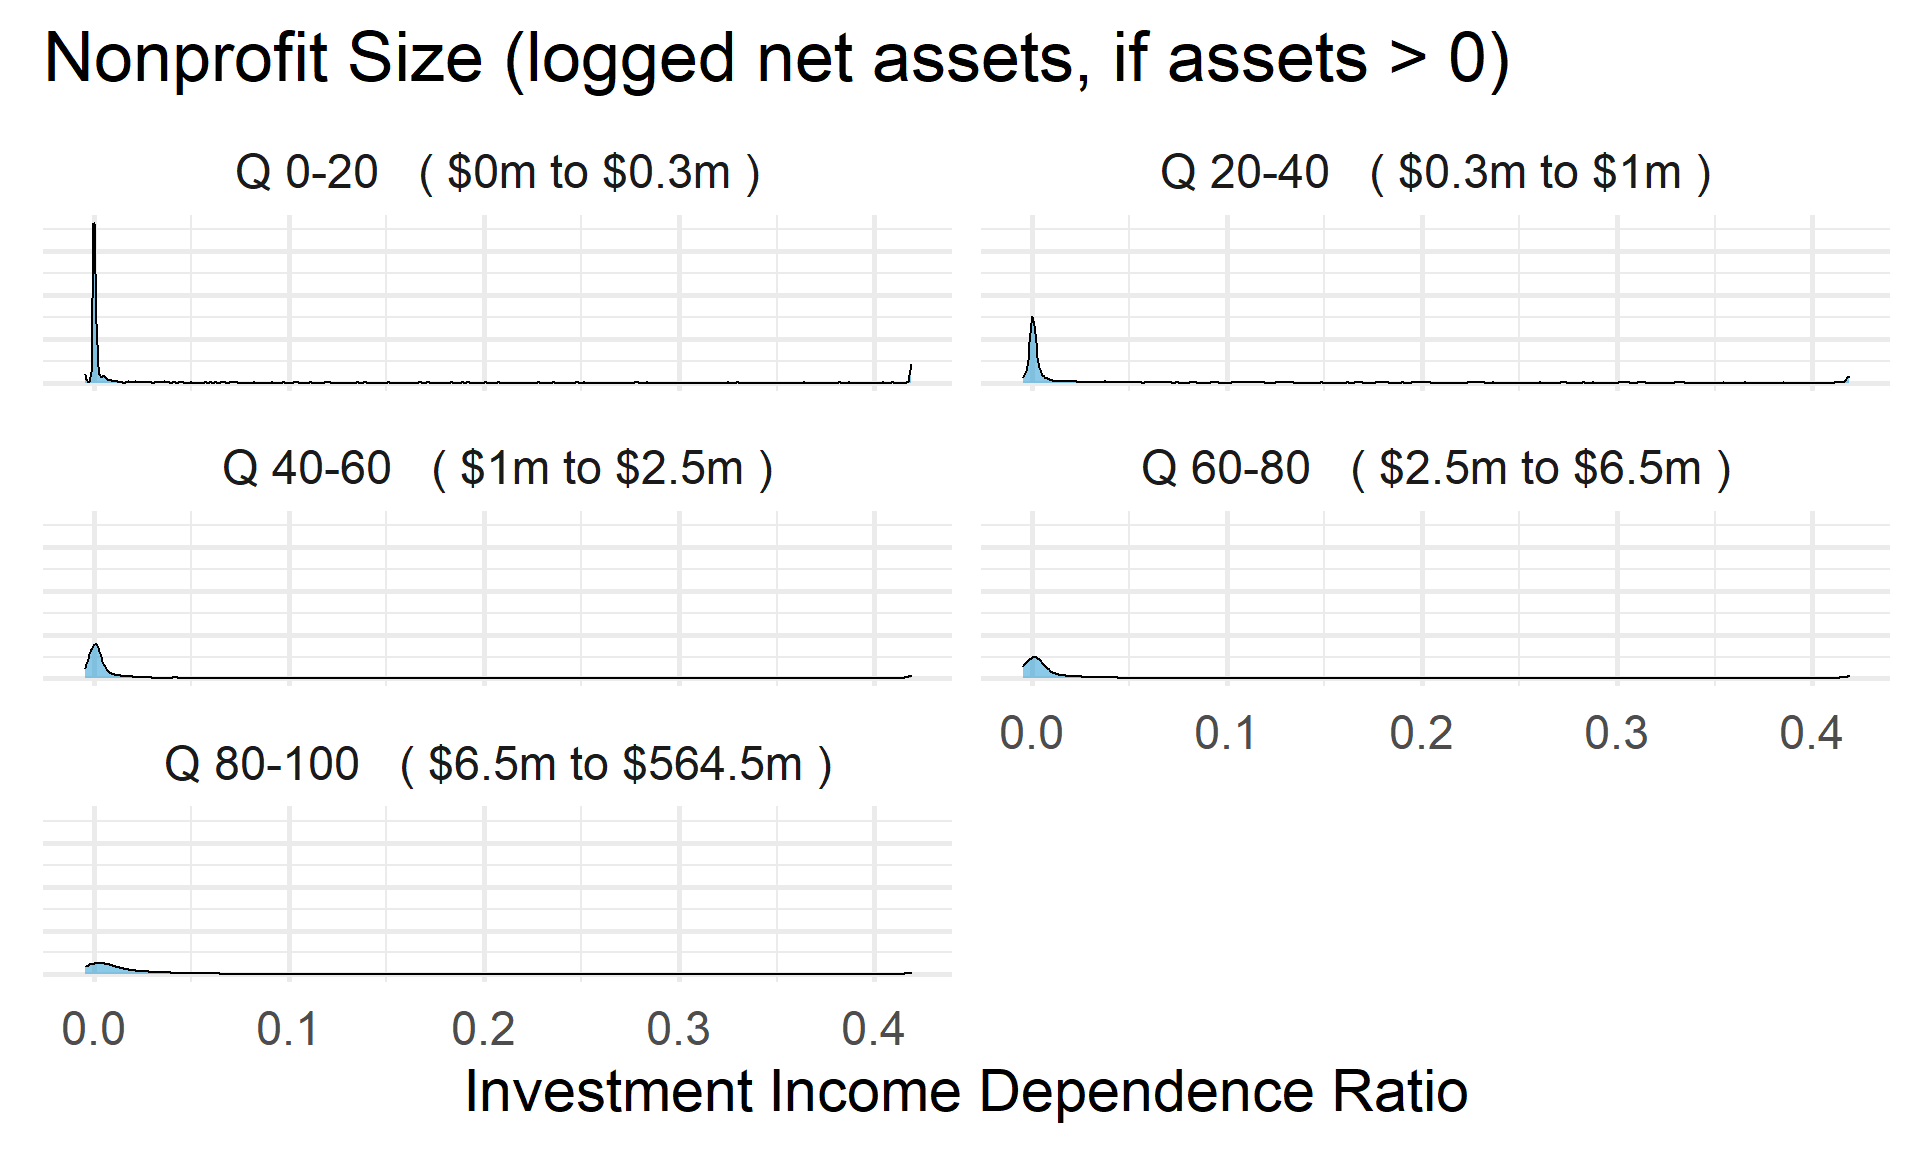 Nonprofit Size (logged net assets, if assets > 0)
Q 0-20 ( $0m to $0.3m )
Q 20-40 ( $0.3m to $1m )
Q 40-60 ( $1m to $2.5m )
Q 60-80 ( $2.5m to $6.5m )
0.0 0.1 0.2 0.3 0.4
Q 80-100 ( $6.5m to $564.5m )
0.0 0.1 0.2 0.3 0.4
Investment Income Dependence Ratio